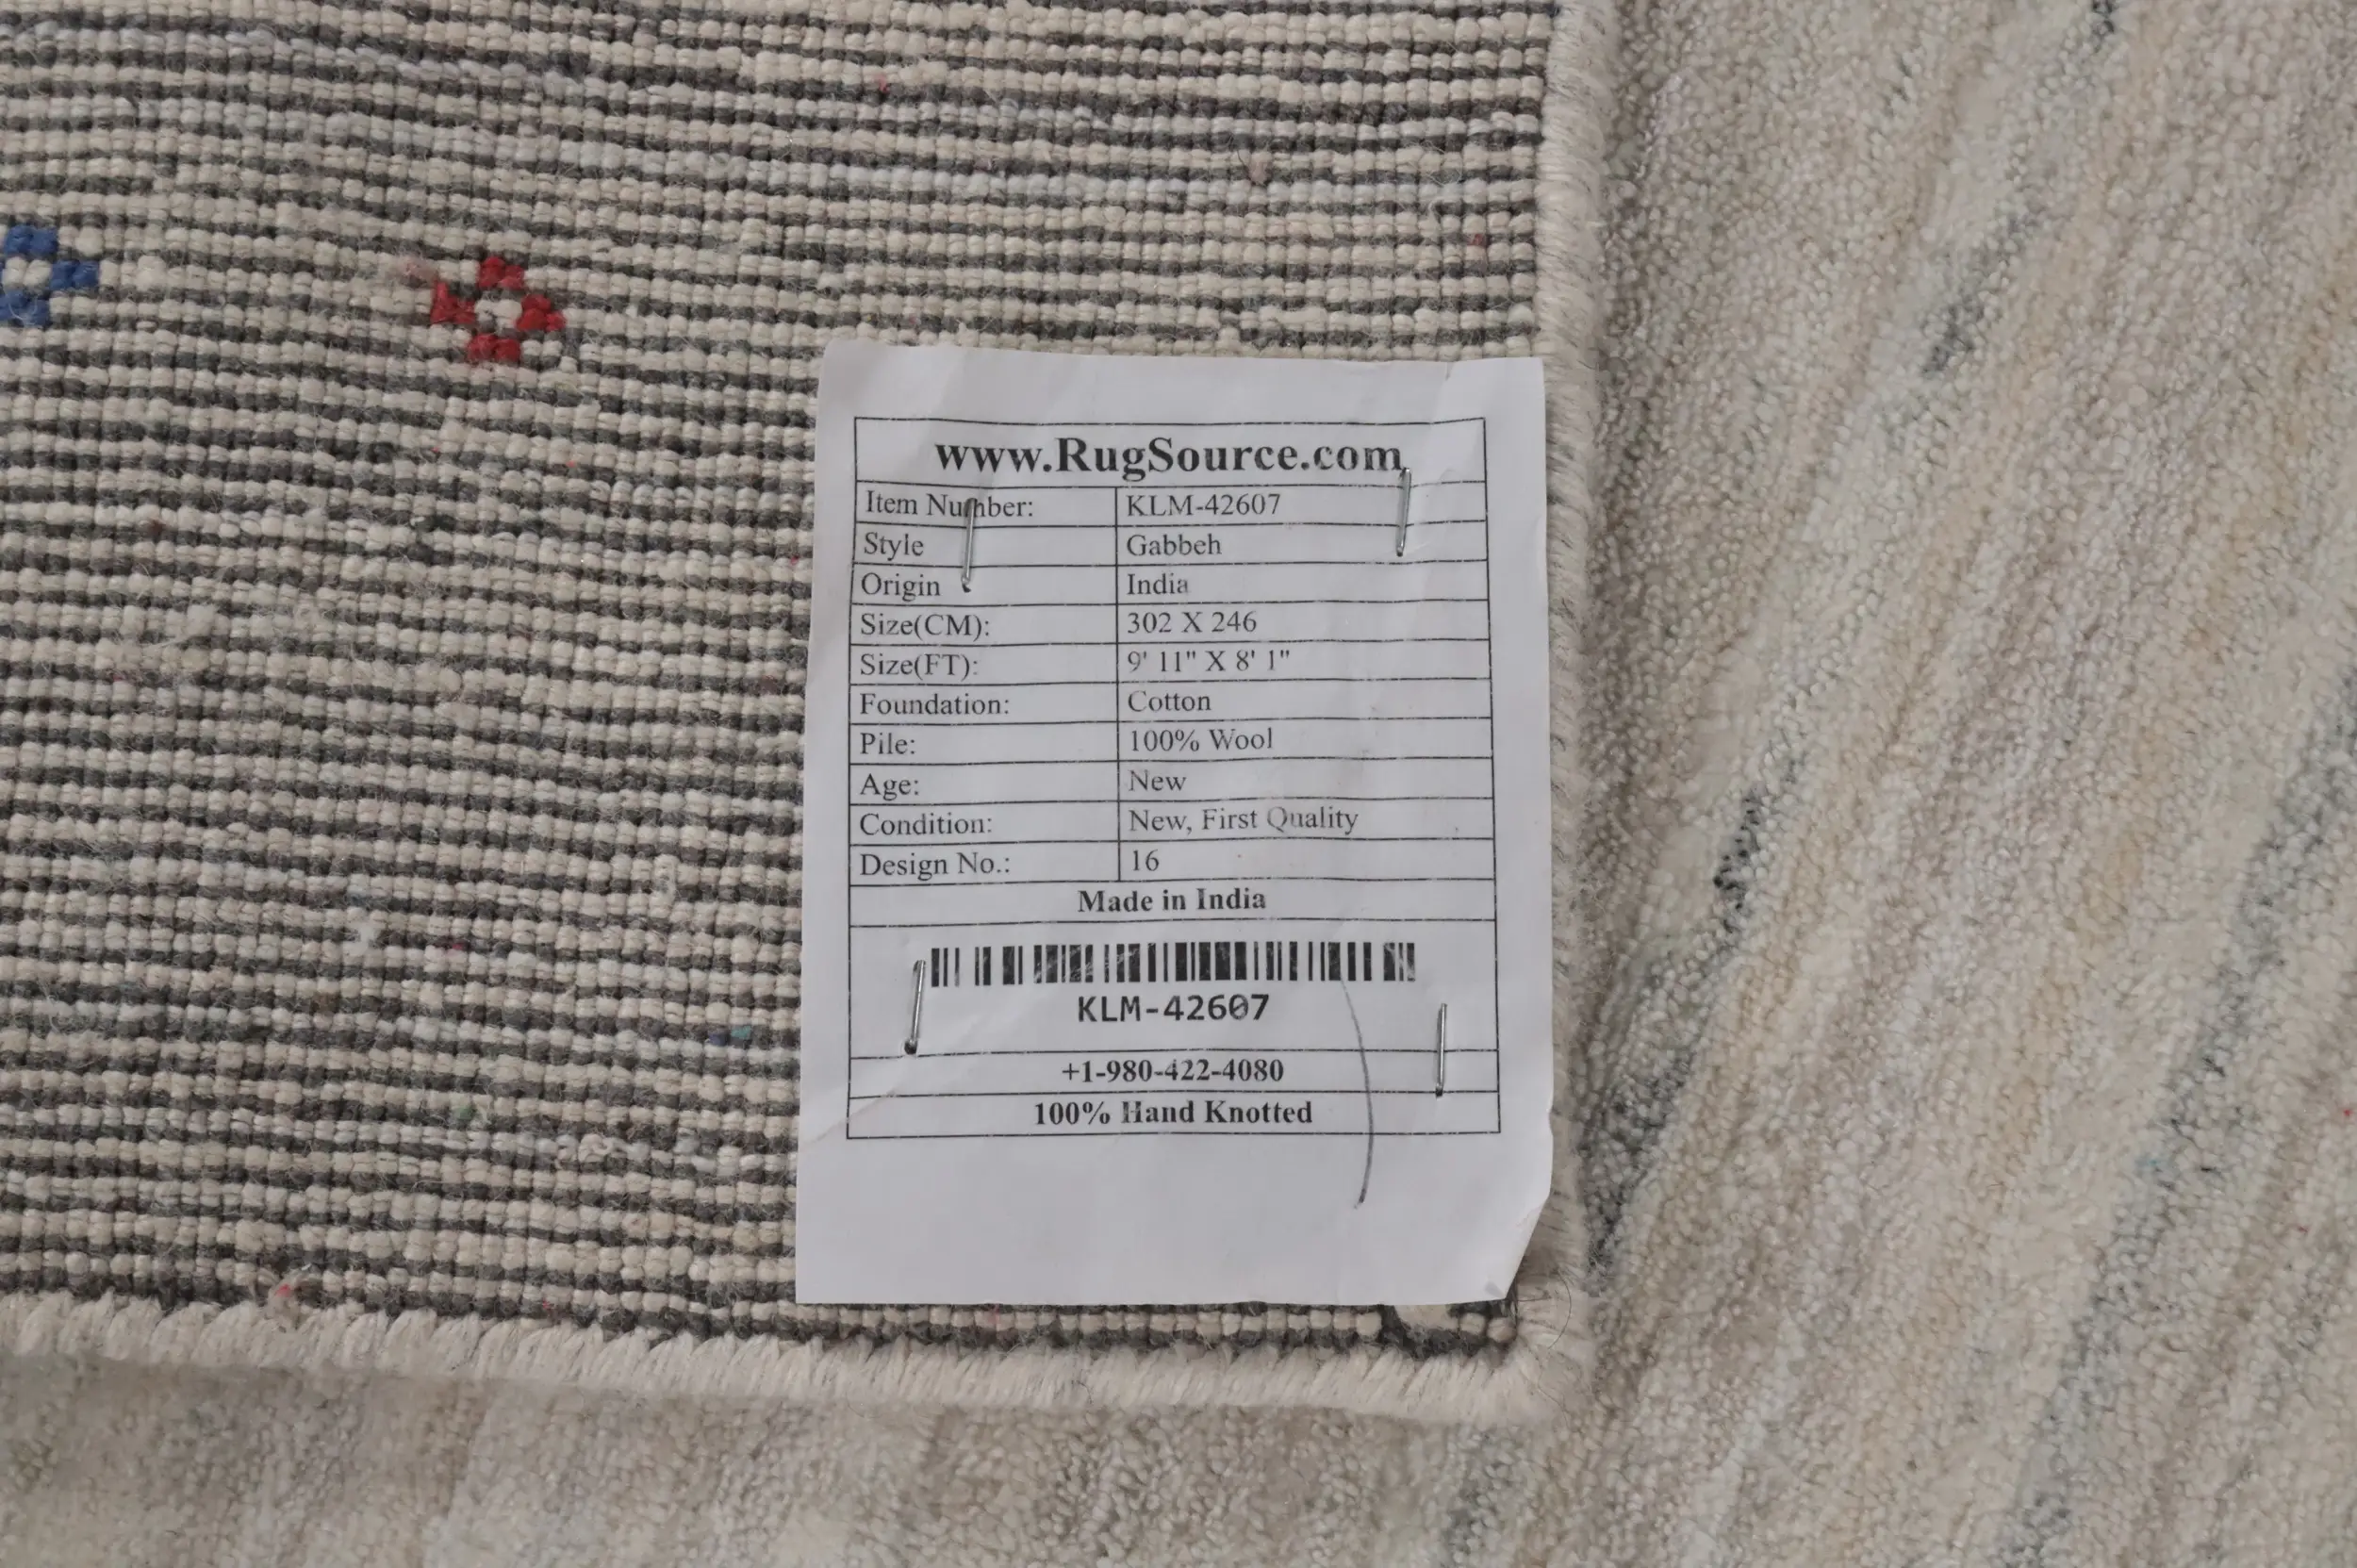 www.RugSource.com
Item Number: KLM-42607
Style Gabbeh
Origin India
Size(CM): 302 X 246
Size(FT): 9' 11" X 8' 1"
Foundation: Cotton
Pile: 100% Wool
Age: New
Condition: New, First Quality
Design No.: 16
Made in India
KLM-42607
+1-980-422-4080
100% Hand Knotted